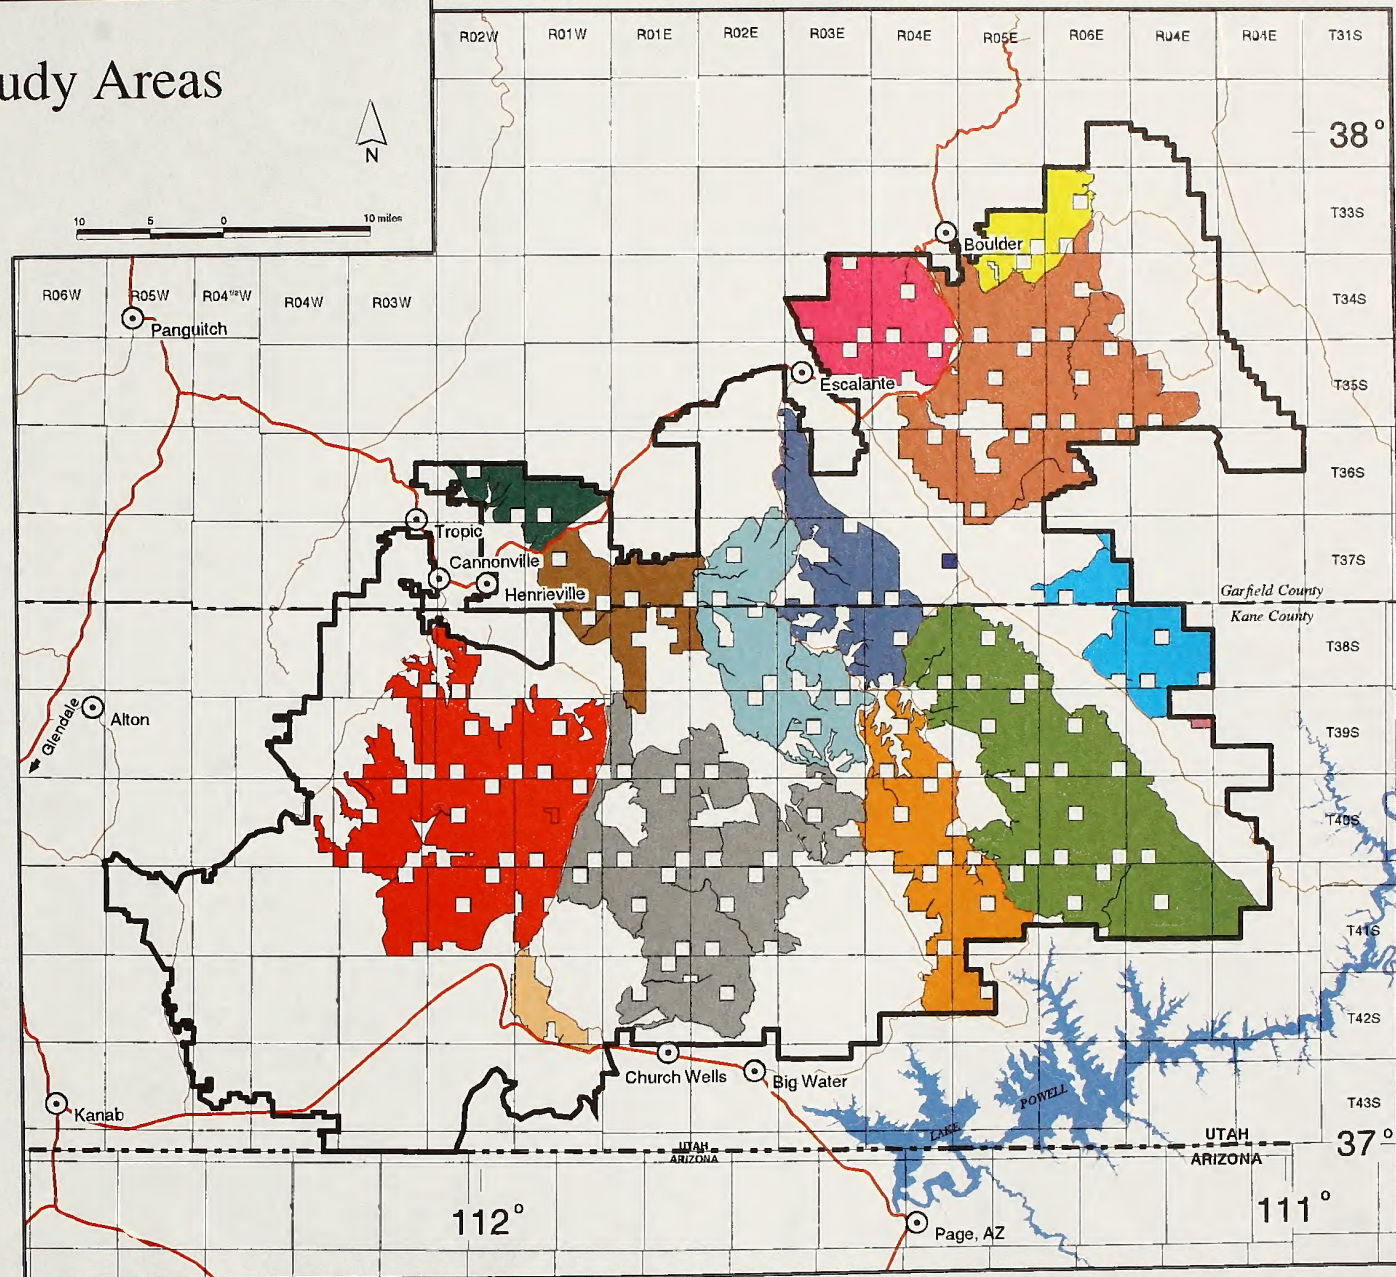 udy Areas
N
10 5 0 10 miles
R02W R01W R01E R02E R03E R04E R05E R06E R04E R04E T31S
38°
T33S
Boulder
R06W R05W R04½W R04W R03W
T34S
Panguitch
Escalante
T35S
T36S
Tropic
Cannonville
T37S
Henrieville
Garfield County
Kane County
T38S
Alton
Glendale
T39S
T40S
T41S
T42S
Church Wells
Big Water
Kanab
POWELL
LAKE
T43S
UTAH
ARIZONA
UTAH
ARIZONA
37°
112°
111°
Page, AZ